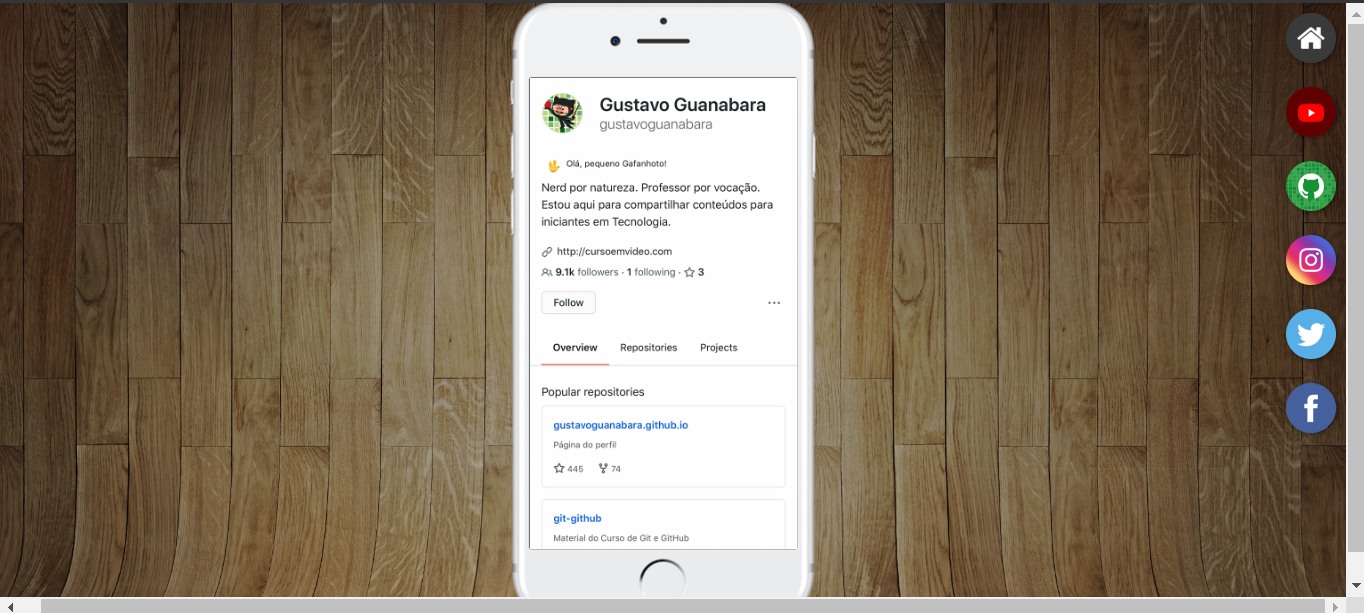 Gustavo Guanabara
gustavoguanabara
Olá, pequeno Gafanhoto!
Nerd por natureza. Professor por vocação.
Estou aqui para compartilhar conteúdos para
iniciantes em Tecnologia.
http://cursoemvideo.com
9.1k followers · 1 following · 3
Follow
Overview Repositories Projects
Popular repositories
gustavoguanabara.github.io
Página do perfil
445 74
git-github
Material do Curso de Git e GitHub